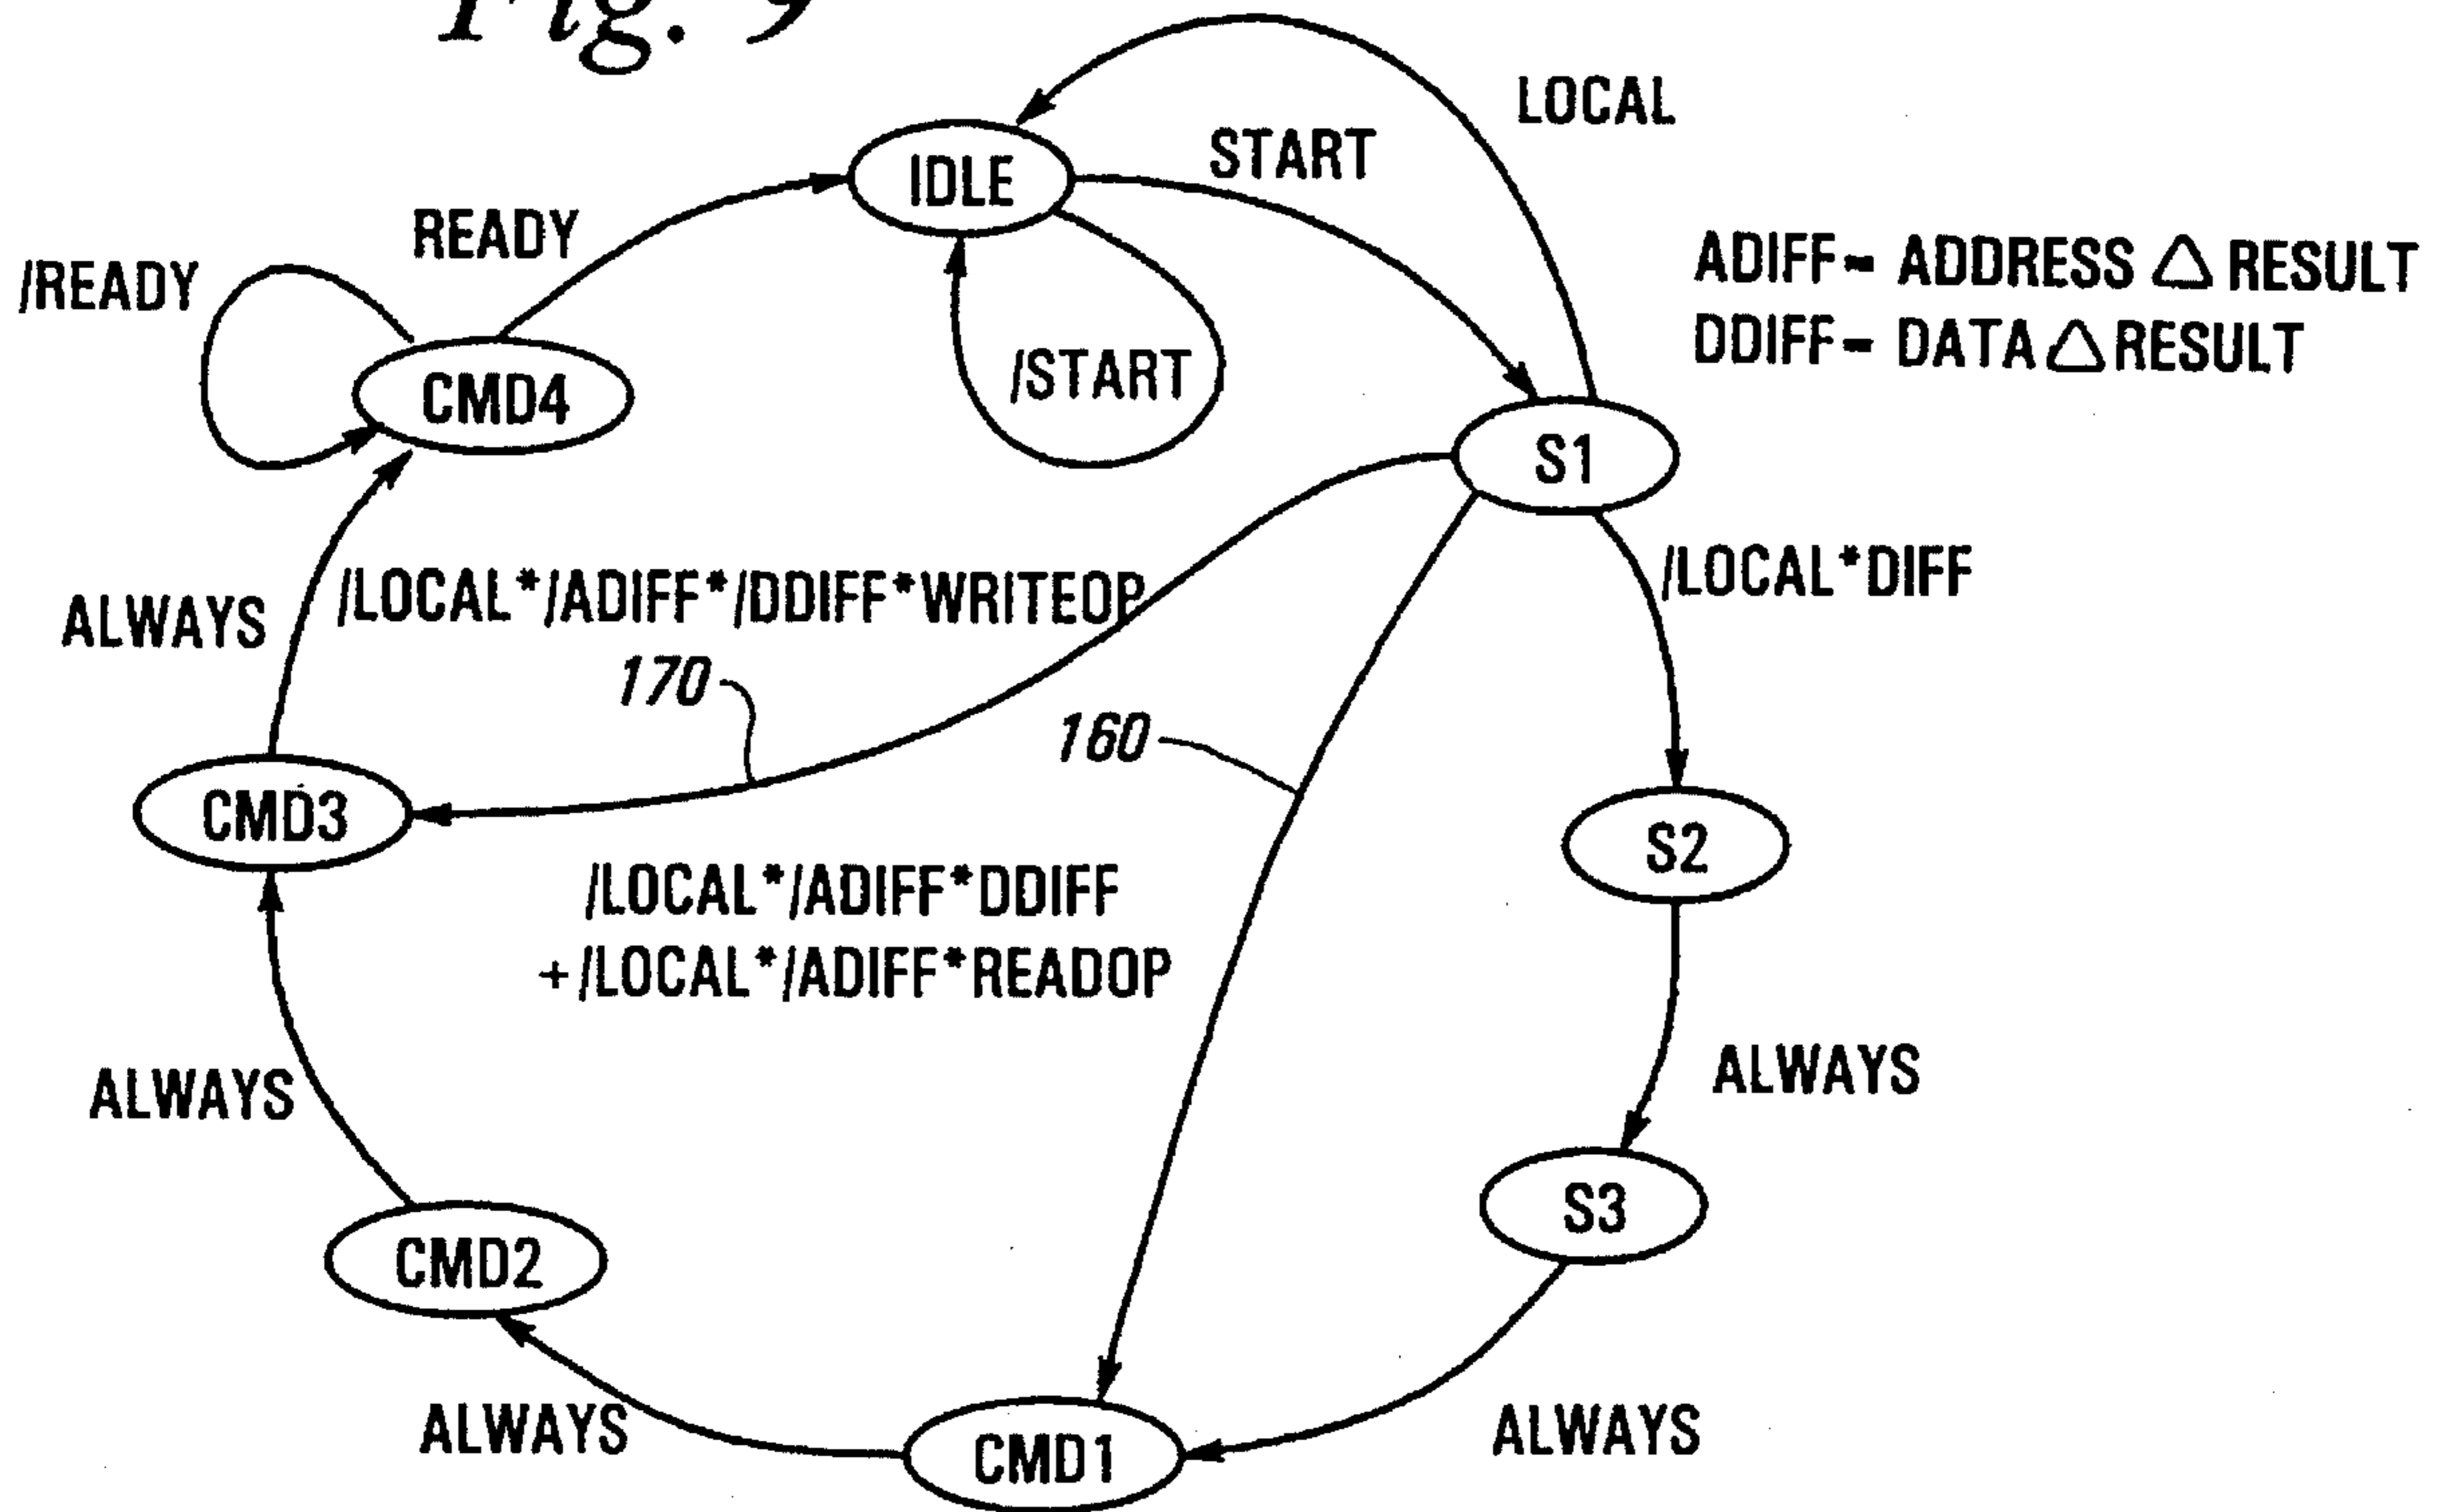 Fig. 9
LOCAL
START
IDLE
READY
/READY
ADIFF- ADDRESS △ RESULT
DDIFF- DATA △ RESULT
/START
CMD4
S1
/LOCAL*DIFF
/LOCAL*/ADIFF*/DDIFF*WRITEOP
ALWAYS
170
160
CMD3
S2
/LOCAL*/ADIFF*DDIFF
+/LOCAL*/ADIFF*READOP
ALWAYS
ALWAYS
S3
CMD2
ALWAYS
ALWAYS
CMD1